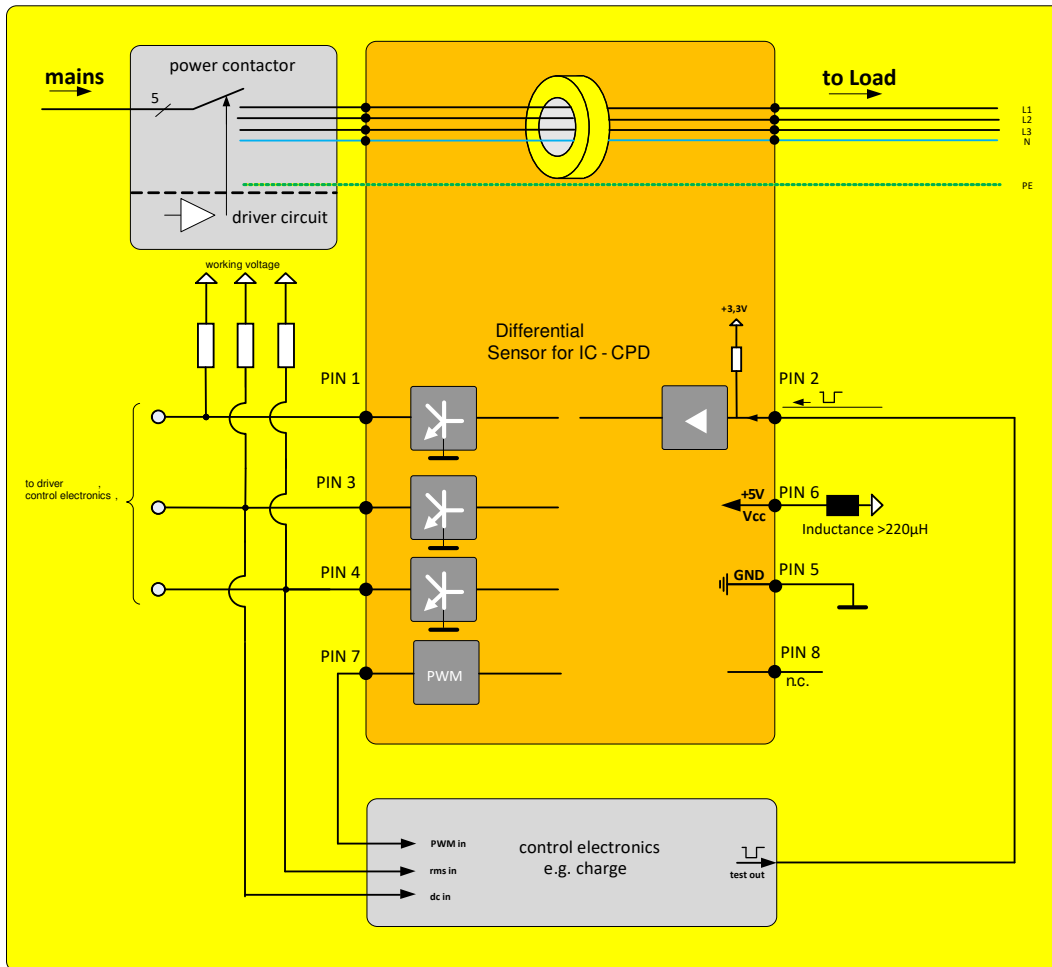 power contactor
mains
5
to Load
L1
L2
L3
N
PE
driver circuit
working voltage
+3,3V
Differential
Sensor for IC - CPD
PIN 1
PIN 2
to driver ,
control electronics ,
PIN 3
+5V
Vcc
PIN 6
Inductance >220µH
PIN 4
GND
PIN 5
PIN 7
PWM
PIN 8
n.c.
PWM in
rms in
dc in
control electronics
e.g. charge
test out